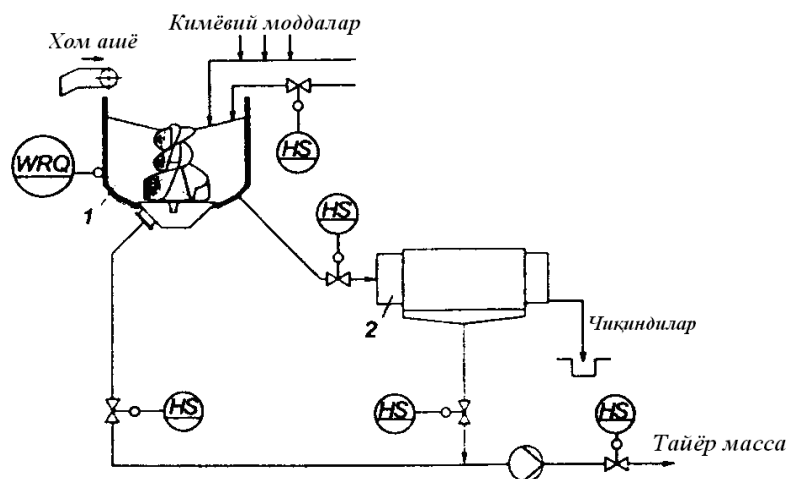 Кимёвий моддалар
Хом ашё
HS
WRQ
1
HS
2
Чиқиндилар
HS
HS
HS
Тайёр масса